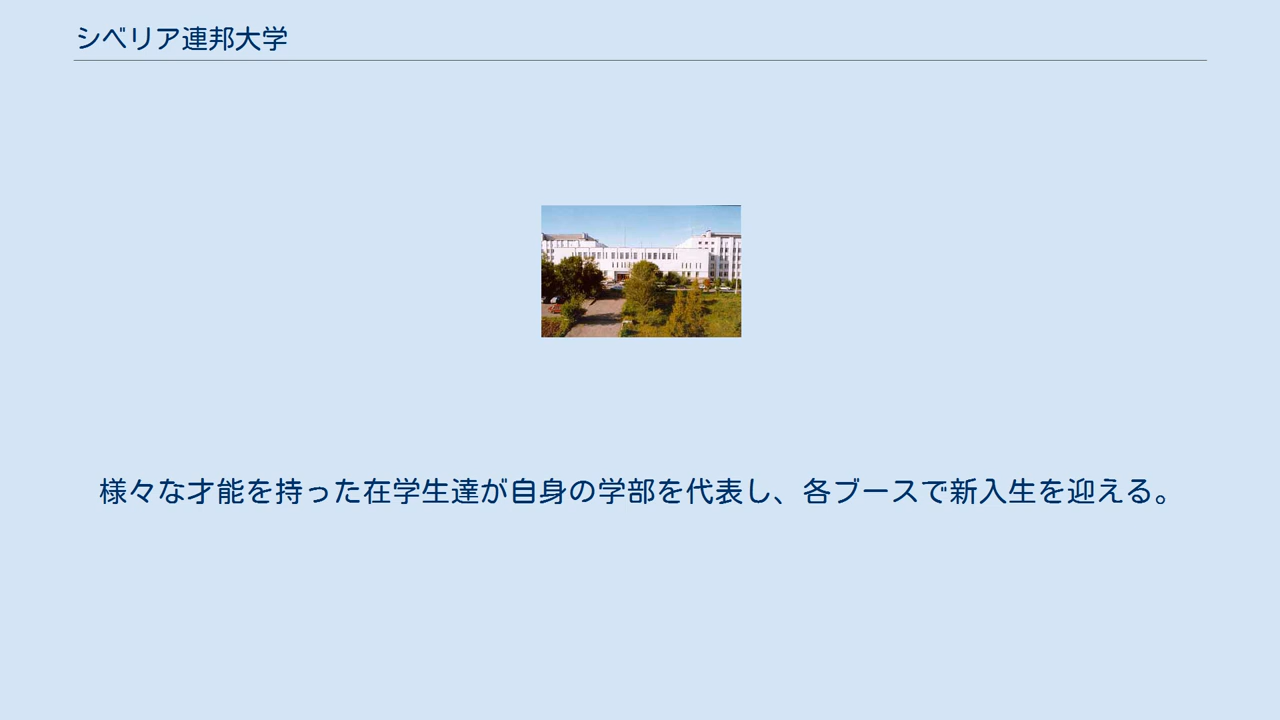 シベリア連邦大学
様々な才能を持った在学生達が自身の学部を代表し、各ブースで新入生を迎える。